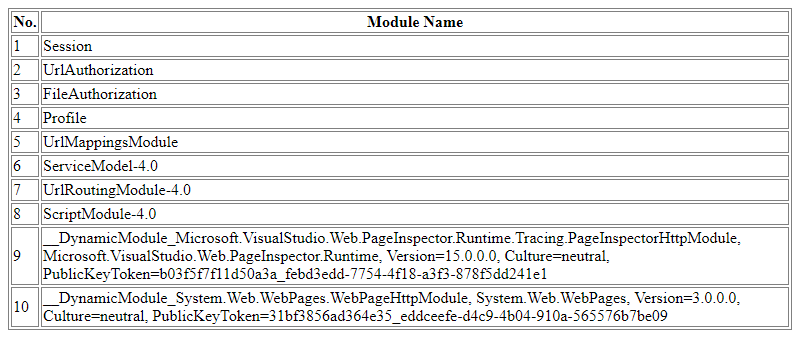 No. Module Name
1 Session
2 UrlAuthorization
3 FileAuthorization
4 Profile
5 UrlMappingsModule
6 ServiceModel-4.0
7 UrlRoutingModule-4.0
8 ScriptModule-4.0
__DynamicModule_Microsoft.VisualStudio.Web.PageInspector.Runtime.Tracing.PageInspectorHttpModule,
9 Microsoft.VisualStudio.Web.PageInspector.Runtime, Version=15.0.0.0, Culture=neutral,
PublicKeyToken=b03f5f7f11d50a3a_febd3edd-7754-4f18-a3f3-878f5dd241e1
10 __DynamicModule_System.Web.WebPages.WebPageHttpModule, System.Web.WebPages, Version=3.0.0.0,
Culture=neutral, PublicKeyToken=31bf3856ad364e35_eddceefe-d4c9-4b04-910a-565576b7be09